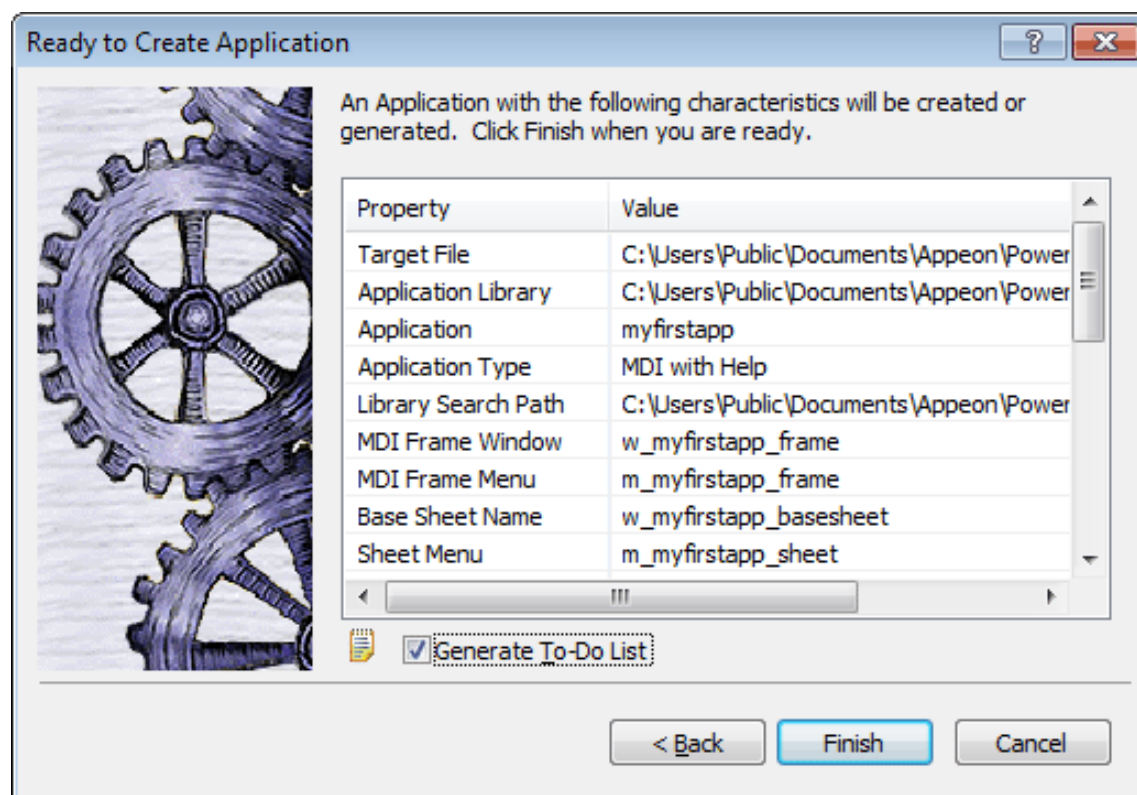 Ready to Create Application
An Application with the following characteristics will be created or
generated. Click Finish when you are ready.
Property Value
Target File C:\Users\Public\Documents\Appeon\Power
Application Library C:\Users\Public\Documents\Appeon\Power
Application myfirstapp
Application Type MDI with Help
Library Search Path C:\Users\Public\Documents\Appeon\Power
MDI Frame Window w_myfirstapp_frame
MDI Frame Menu m_myfirstapp_frame
Base Sheet Name w_myfirstapp_basesheet
Sheet Menu m_myfirstapp_sheet
Generate To-Do List
< Back Finish Cancel